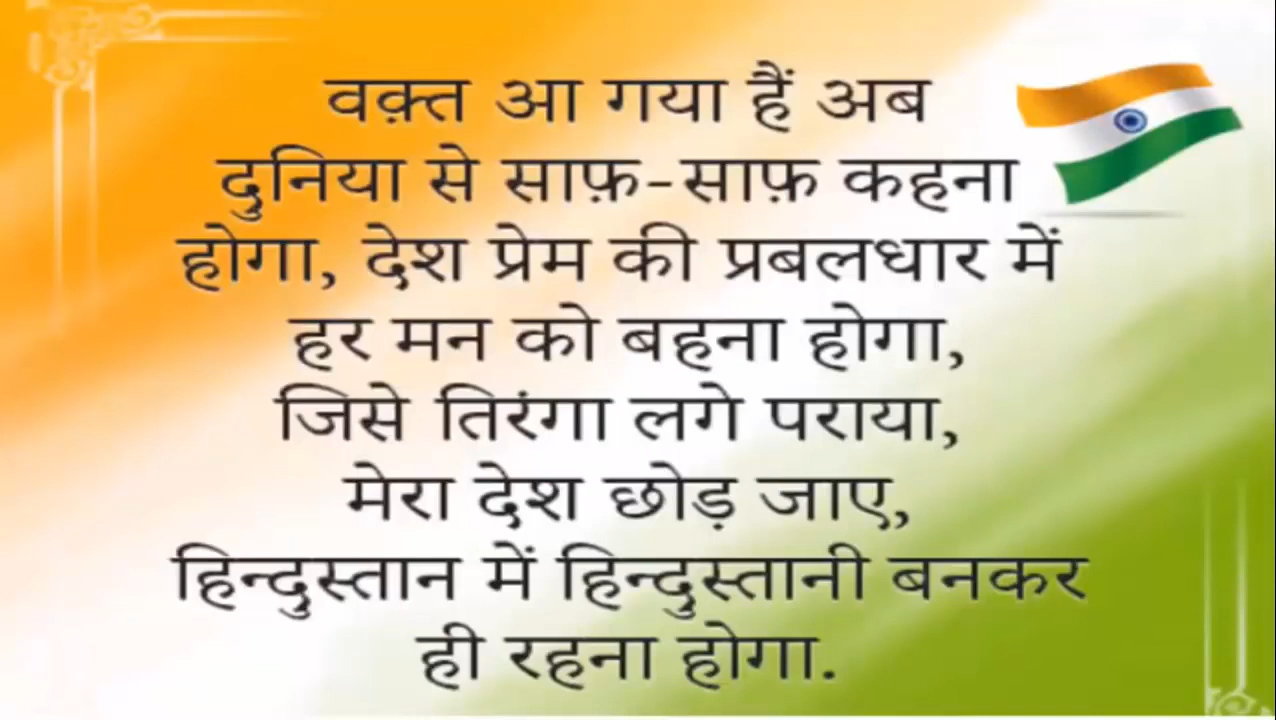 वक़्त आ गया हैं अब
दुनिया से साफ़-साफ़ कहना
होगा, देश प्रेम की प्रबलधार में
हर मन को बहना होगा,
जिसे तिरंगा लगे पराया,
मेरा देश छोड़ जाए,
हिन्दुस्तान में हिन्दुस्तानी बनकर
ही रहना होगा.